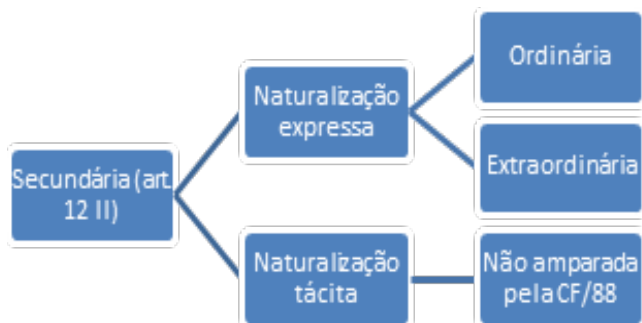 Secundária (art.
12 II)
Naturalização
expressa
Ordinária
Extraordinária
Naturalização
tácita
Não amparada
pela CF/88